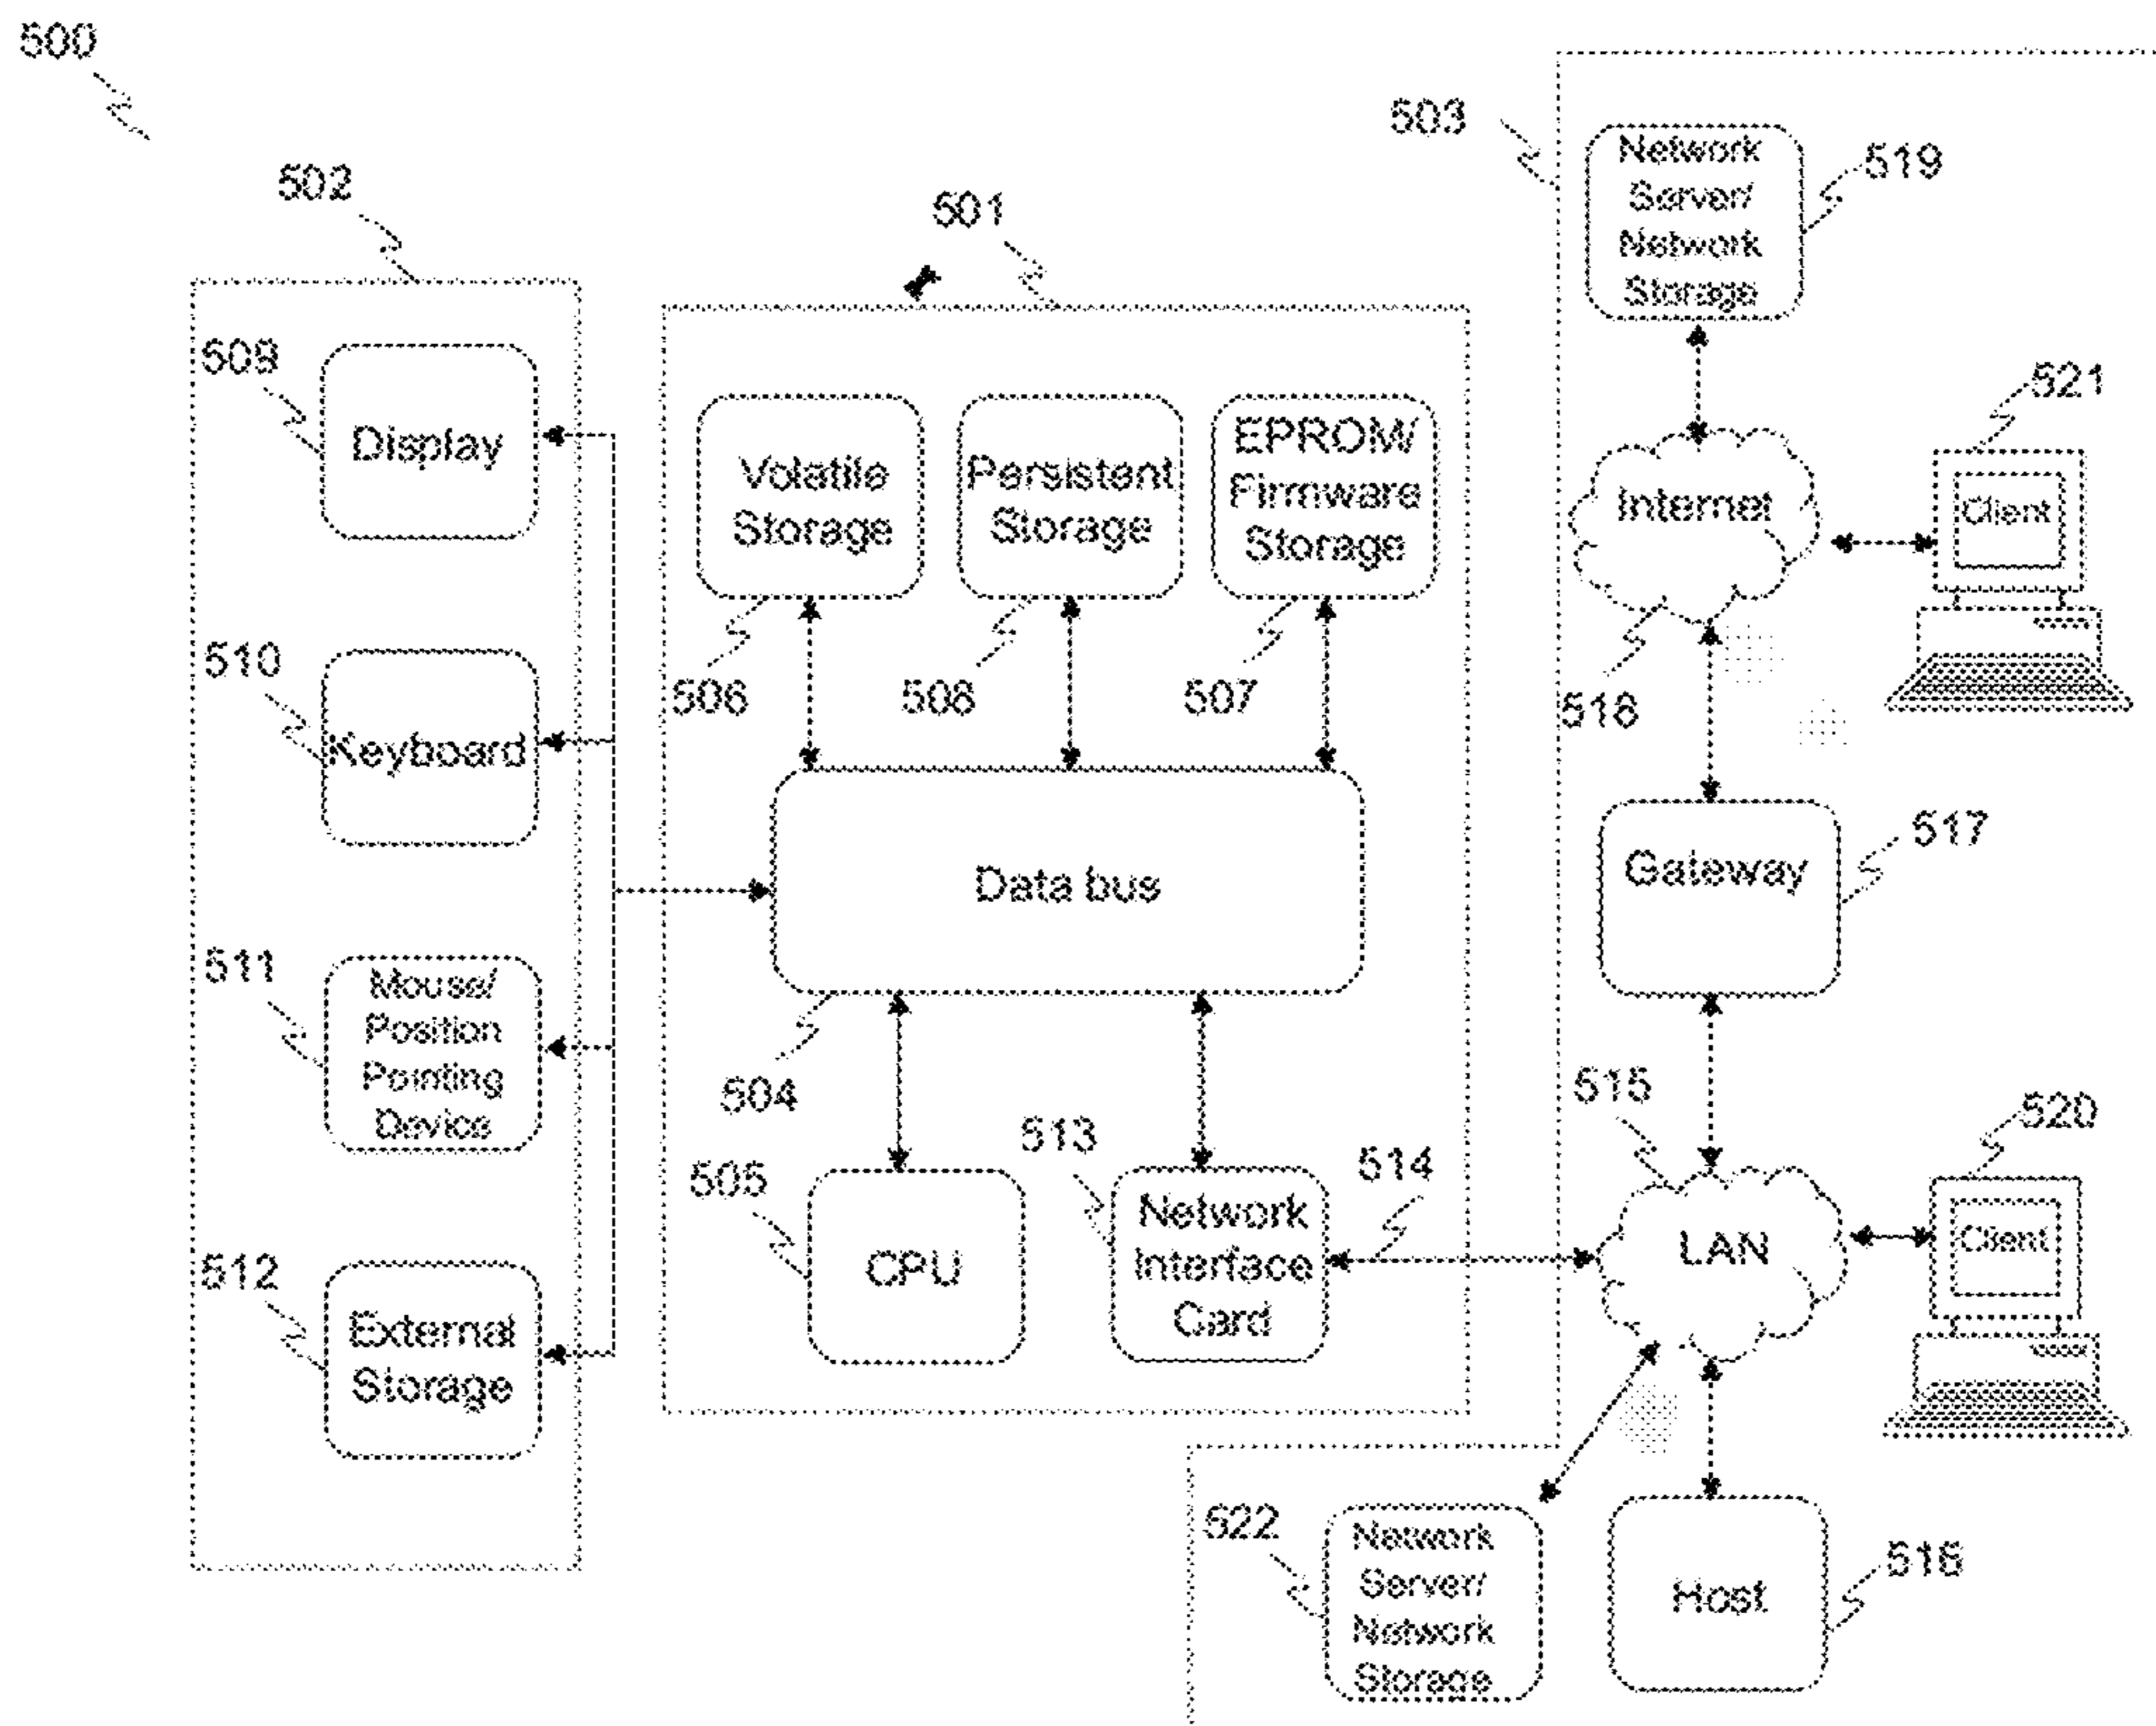 500
502
501
503
Network
Server/
Network
Storage
519
509
Display
Volatile
Storage
Persistent
Storage
EPROM/
Firmware
Storage
Internet
Client
521
510
Keyboard
506
508
507
518
Data bus
Gateway
517
511
Mouse/
Position
Pointing
Device
504
505
CPU
513
Network
Interface
Card
514
515
LAN
Client
520
512
External
Storage
522
Network
Server/
Network
Storage
Host
516